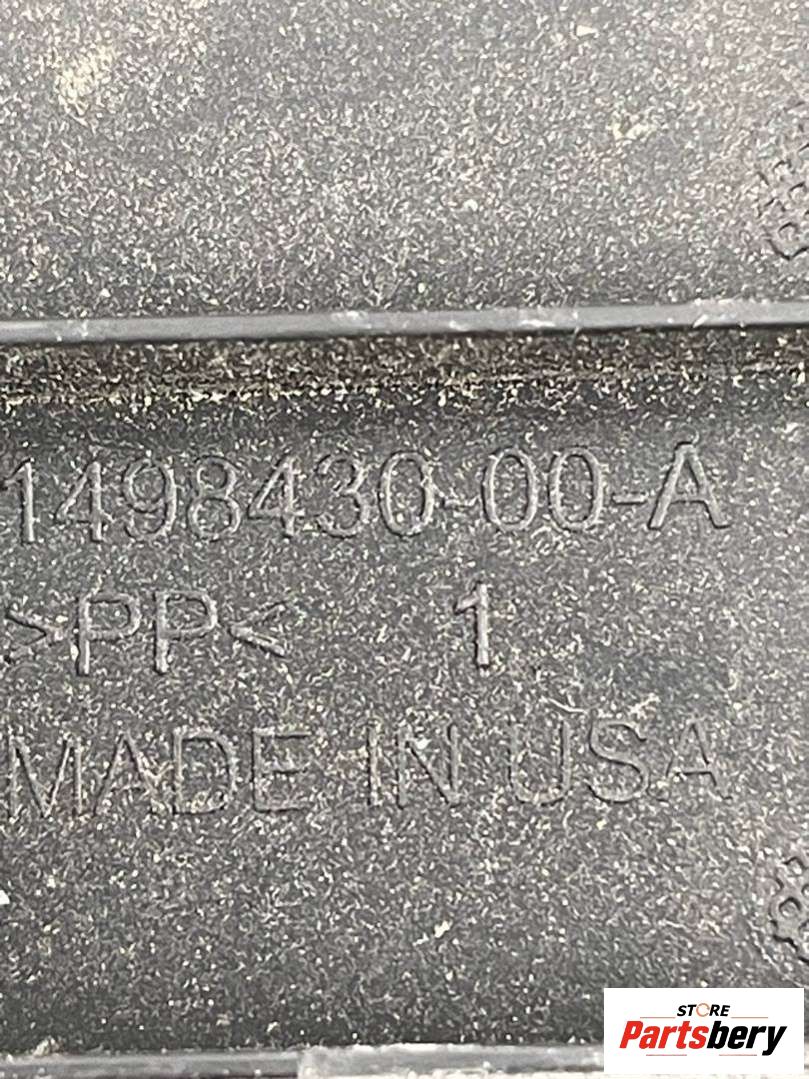 1498430-00-A
>PP< 1
MADE IN USA
STORE
Partsbery